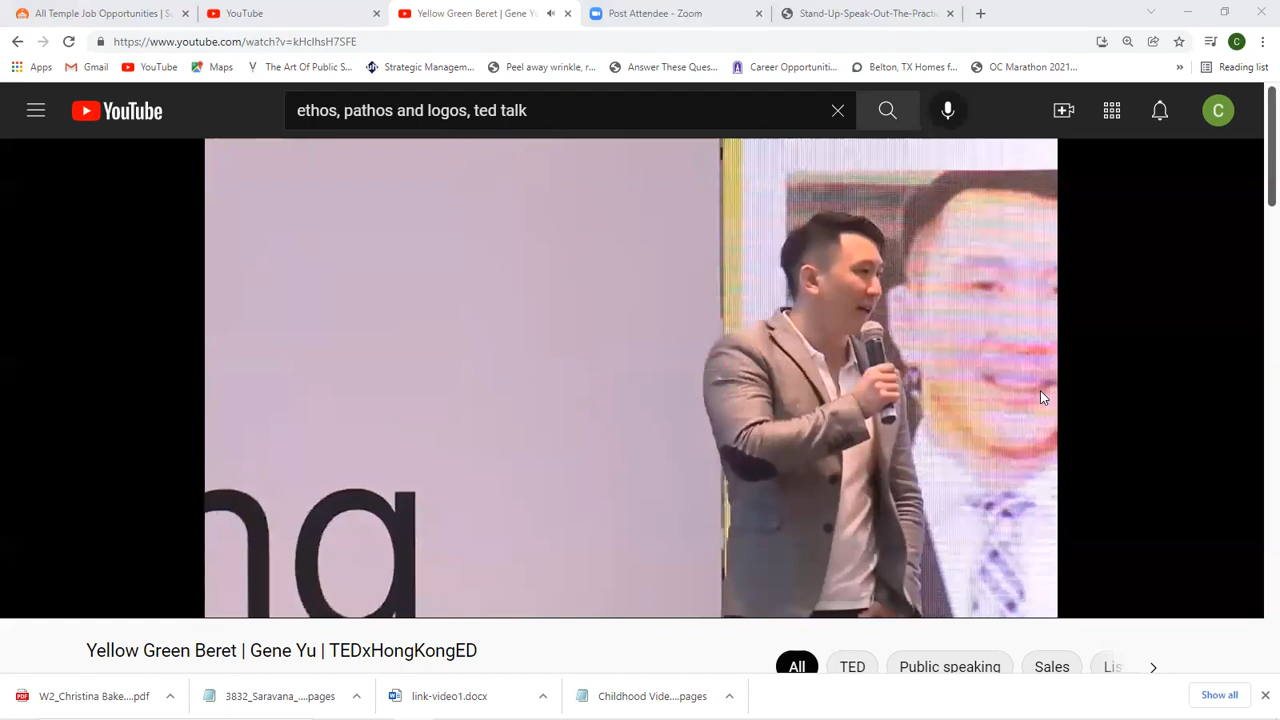 All Temple Job Opportunities | Su
YouTube
Yellow Green Beret | Gene Yu
Post Attendee - Zoom
Stand-Up-Speak-Out-The-Practic
https://www.youtube.com/watch?v=kHcIhsH7SFE
C
Apps
Gmail
YouTube
Maps
The Art Of Public S...
Strategic Managem...
Peel away wrinkle, r...
Answer These Ques...
Career Opportuniti...
Belton, TX Homes f...
OC Marathon 2021...
»
Reading list
YouTube
ethos, pathos and logos, ted talk
C
ng
Yellow Green Beret | Gene Yu | TEDxHongKongED
All
TED
Public speaking
Sales
Lis
W2_Christina Bake....pdf
3832_Saravana_....pages
link-video1.docx
Childhood Vide....pages
Show all